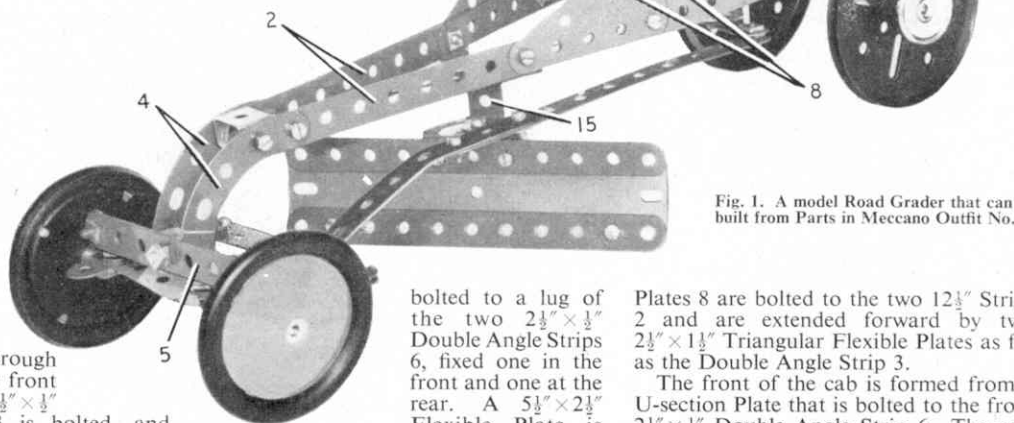 2
4
8
15
5
Fig. 1. A model Road Grader that can
built from Parts in Meccano Outfit No.
rough
front
½″ × ½″
is bolted, and
bolted to a lug of
the two 2½″ × ½″
Double Angle Strips
6, fixed one in the
front and one at the
rear. A 5½″ × 2½″
Flexible Plate is
Plates 8 are bolted to the two 12½″ Stri
2 and are extended forward by tw
2½″ × 1½″ Triangular Flexible Plates as f
as the Double Angle Strip 3.
The front of the cab is formed from
U-section Plate that is bolted to the fro
2½″ × ½″ Double Angle Strip 6. The